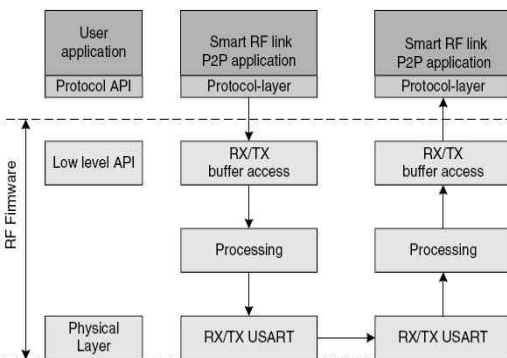 User
application
Protocol API
Smart RF link
P2P application
Protocol-layer
Smart RF link
P2P application
Protocol-layer
RF Firmware
Low level API
RX/TX
buffer access
RX/TX
buffer access
Processing
Processing
Physical
Layer
RX/TX USART
RX/TX USART